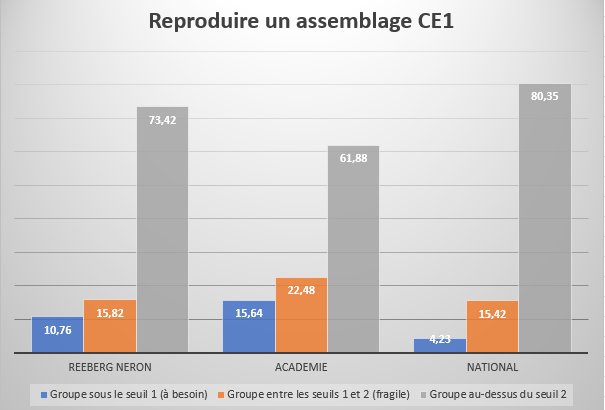 Reproduire un assemblage CE1
73,42
61,88
80,35
10,76
15,82
15,64
22,48
4,23
15,42
REEBERG NERON
ACADEMIE
NATIONAL
Groupe sous le seuil 1 (à besoin)
Groupe entre les seuils 1 et 2 (fragile)
Groupe au-dessus du seuil 2